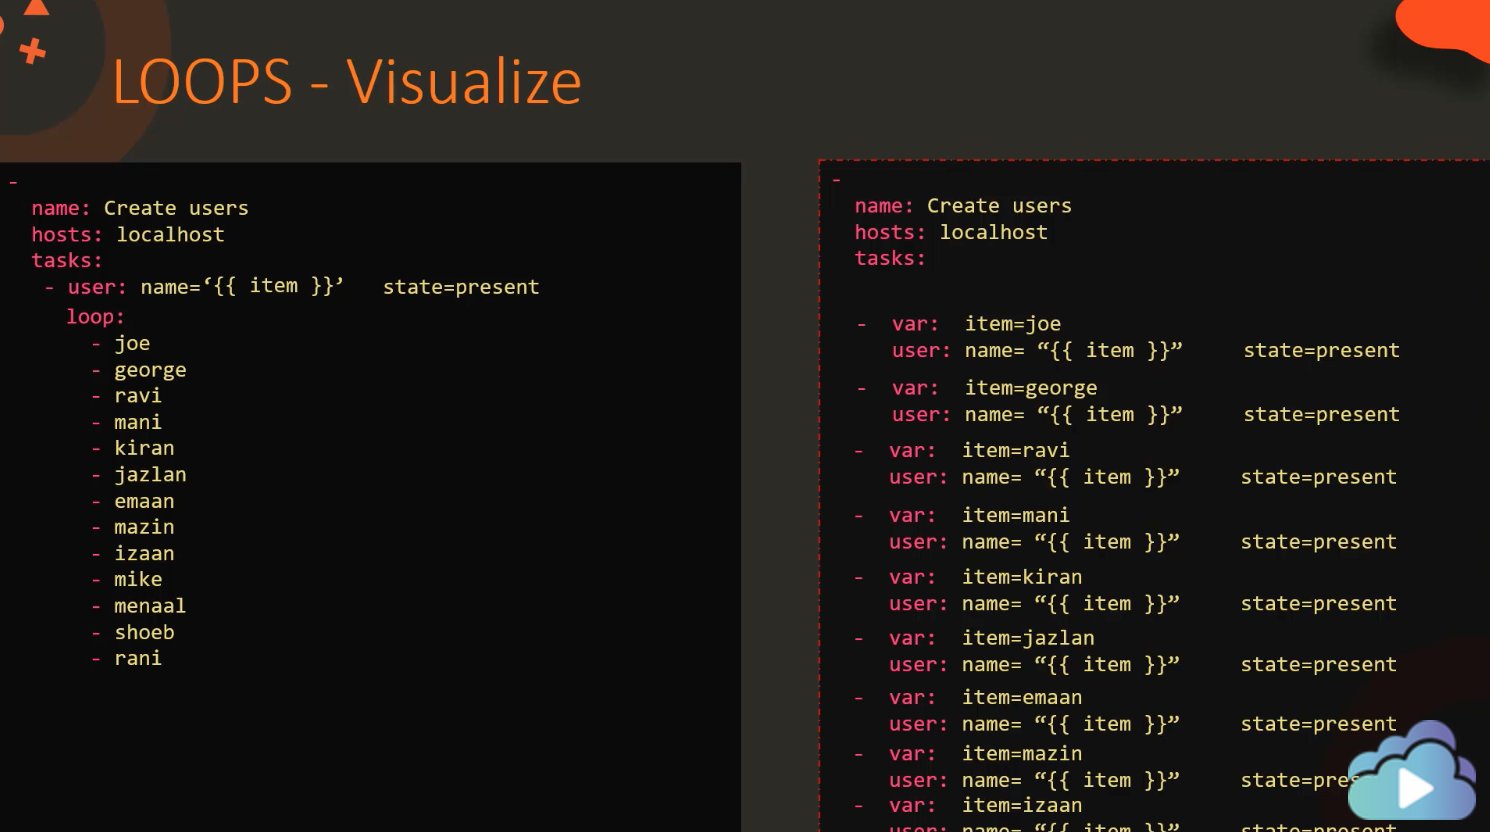 LOOPS - Visualize
-
name: Create users
hosts: localhost
tasks:
- user: name=‘{{ item }}’ state=present
loop:
- joe
- george
- ravi
- mani
- kiran
- jazlan
- emaan
- mazin
- izaan
- mike
- menaal
- shoeb
- rani
-
name: Create users
hosts: localhost
tasks:
- var: item=joe
user: name= “{{ item }}” state=present
- var: item=george
user: name= “{{ item }}” state=present
- var: item=ravi
user: name= “{{ item }}” state=present
- var: item=mani
user: name= “{{ item }}” state=present
- var: item=kiran
user: name= “{{ item }}” state=present
- var: item=jazlan
user: name= “{{ item }}” state=present
- var: item=emaan
user: name= “{{ item }}” state=present
- var: item=mazin
user: name= “{{ item }}” state=pres
- var: item=izaan